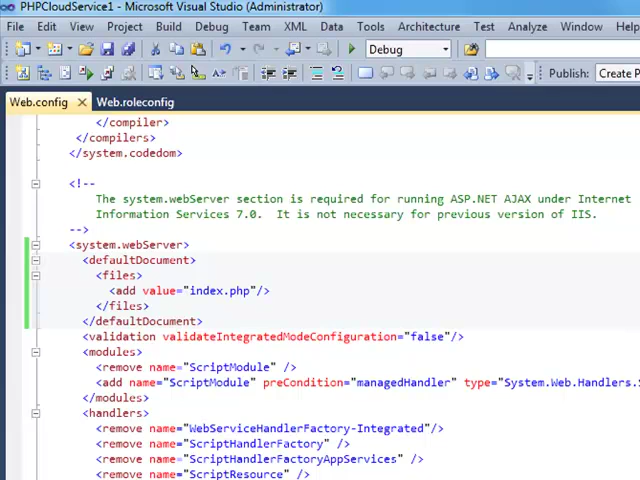 PHPCloudService1 - Microsoft Visual Studio (Administrator)
File Edit View Project Build Debug Team XML Data Tools Architecture Test Analyze Window Help
Debug Publish: Create P
Web.config Web.roleconfig
</compiler>
</compilers>
</system.codedom>
<!--
The system.webServer section is required for running ASP.NET AJAX under Internet
Information Services 7.0.  It is not necessary for previous version of IIS.
-->
<system.webServer>
<defaultDocument>
<files>
<add value="index.php"/>
</files>
</defaultDocument>
<validation validateIntegratedModeConfiguration="false"/>
<modules>
<remove name="ScriptModule" />
<add name="ScriptModule" preCondition="managedHandler" type="System.Web.Handlers.S
</modules>
<handlers>
<remove name="WebServiceHandlerFactory-Integrated"/>
<remove name="ScriptHandlerFactory" />
<remove name="ScriptHandlerFactoryAppServices" />
<remove name="ScriptResource" />